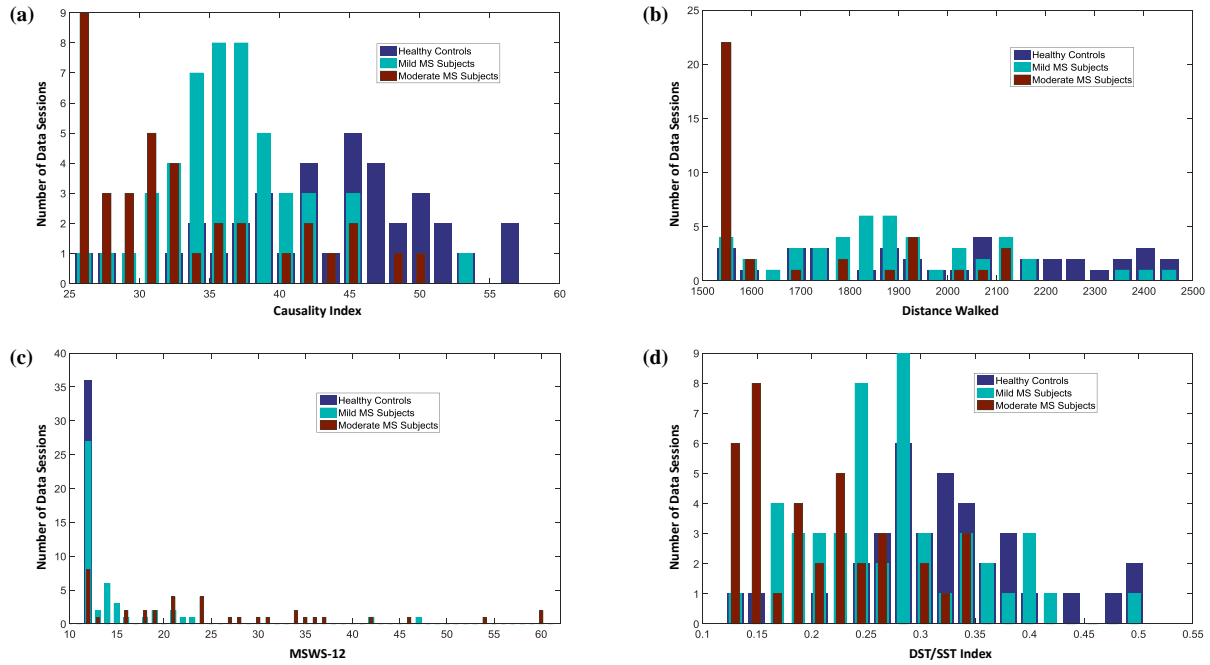 (a)
9
8
7
6
5
4
3
2
1
0
Number of Data Sessions
Healthy Controls
Mild MS Subjects
Moderate MS Subjects
25 30 35 40 45 50 55 60
Causality Index
(b)
25
20
15
10
5
0
Number of Data Sessions
Healthy Controls
Mild MS Subjects
Moderate MS Subjects
1500 1600 1700 1800 1900 2000 2100 2200 2300 2400 2500
Distance Walked
(c)
40
35
30
25
20
15
10
5
0
Number of Data Sessions
Healthy Controls
Mild MS Subjects
Moderate MS Subjects
10 15 20 25 30 35 40 45 50 55 60
MSWS-12
(d)
9
8
7
6
5
4
3
2
1
0
Number of Data Sessions
Healthy Controls
Mild MS Subjects
Moderate MS Subjects
0.1 0.15 0.2 0.25 0.3 0.35 0.4 0.45 0.5 0.55
DST/SST Index